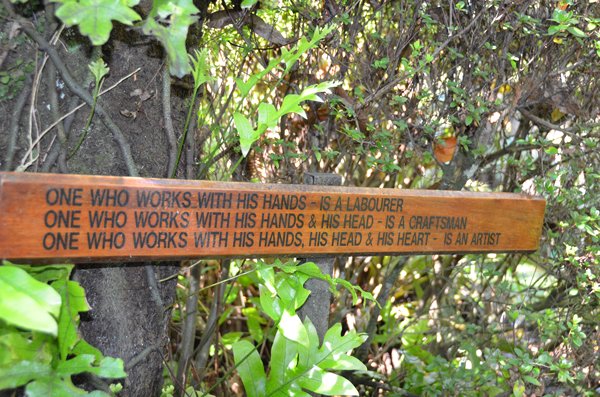 ONE WHO WORKS WITH HIS HANDS - IS A LABOURER
ONE WHO WORKS WITH HIS HANDS & HIS HEAD - IS A CRAFTSMAN
ONE WHO WORKS WITH HIS HANDS, HIS HEAD & HIS HEART - IS AN ARTIST